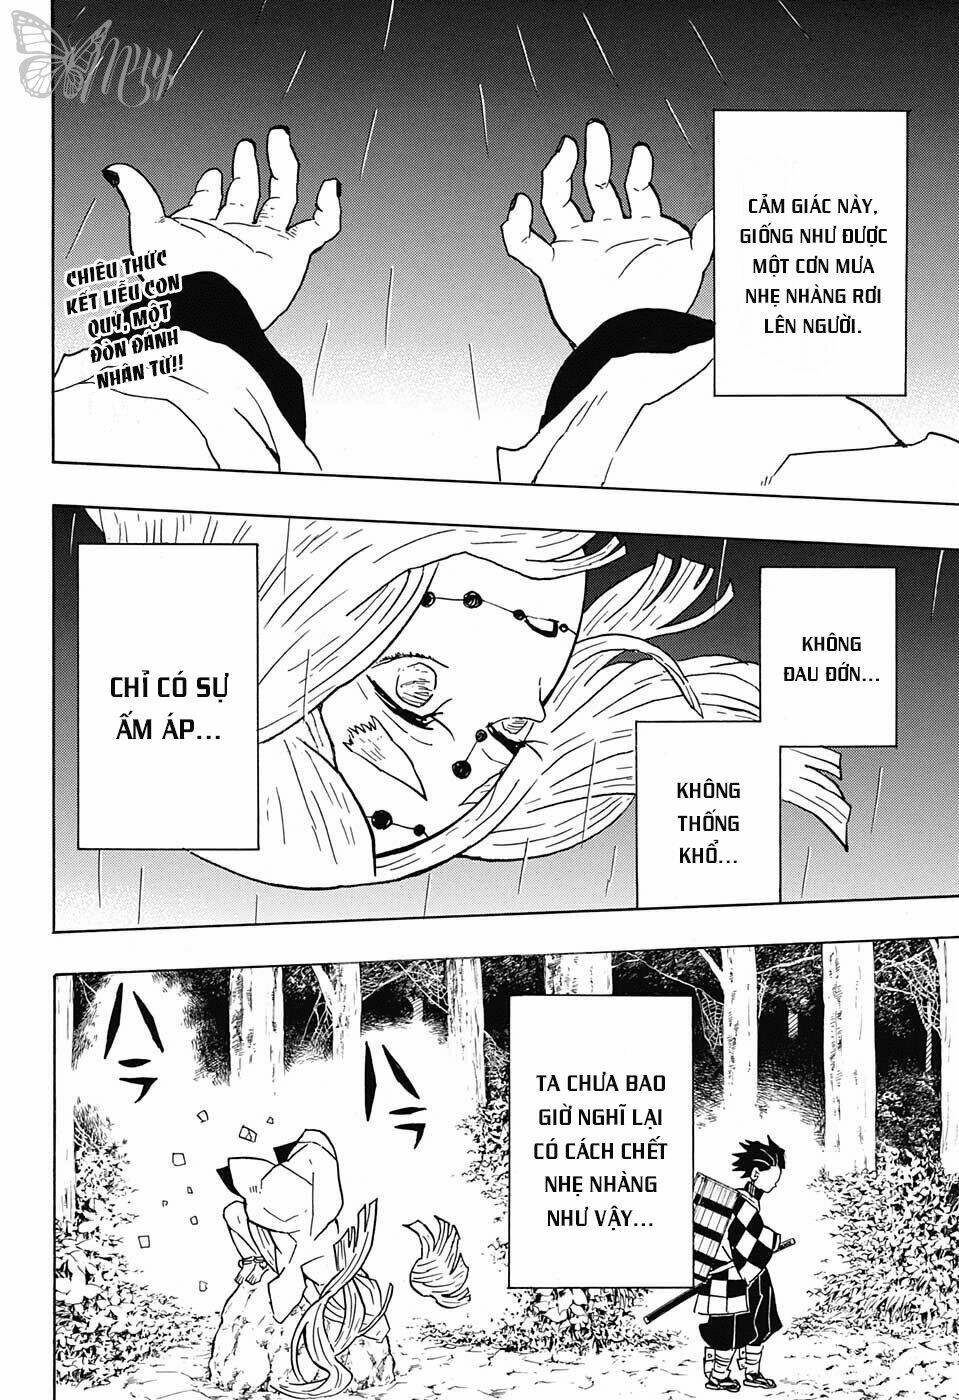 CẢM GIÁC NÀY,
GIỐNG NHƯ ĐƯỢC
MỘT CƠN MƯA
NHẸ NHÀNG RƠI
LÊN NGƯỜI.
CHIÊU THỨC
KẾT LIỄU CON
QUỶ, MỘT
ĐÒN ĐÁNH
NHÂN TỪ!!
KHÔNG
ĐAU ĐỚN...
KHÔNG
THỐNG
KHỔ...
CHỈ CÓ SỰ
ẤM ÁP...
TA CHƯA BAO
GIỜ NGHĨ LẠI
CÓ CÁCH CHẾT
NHẸ NHÀNG
NHƯ VẬY...
ハラ
ハラ